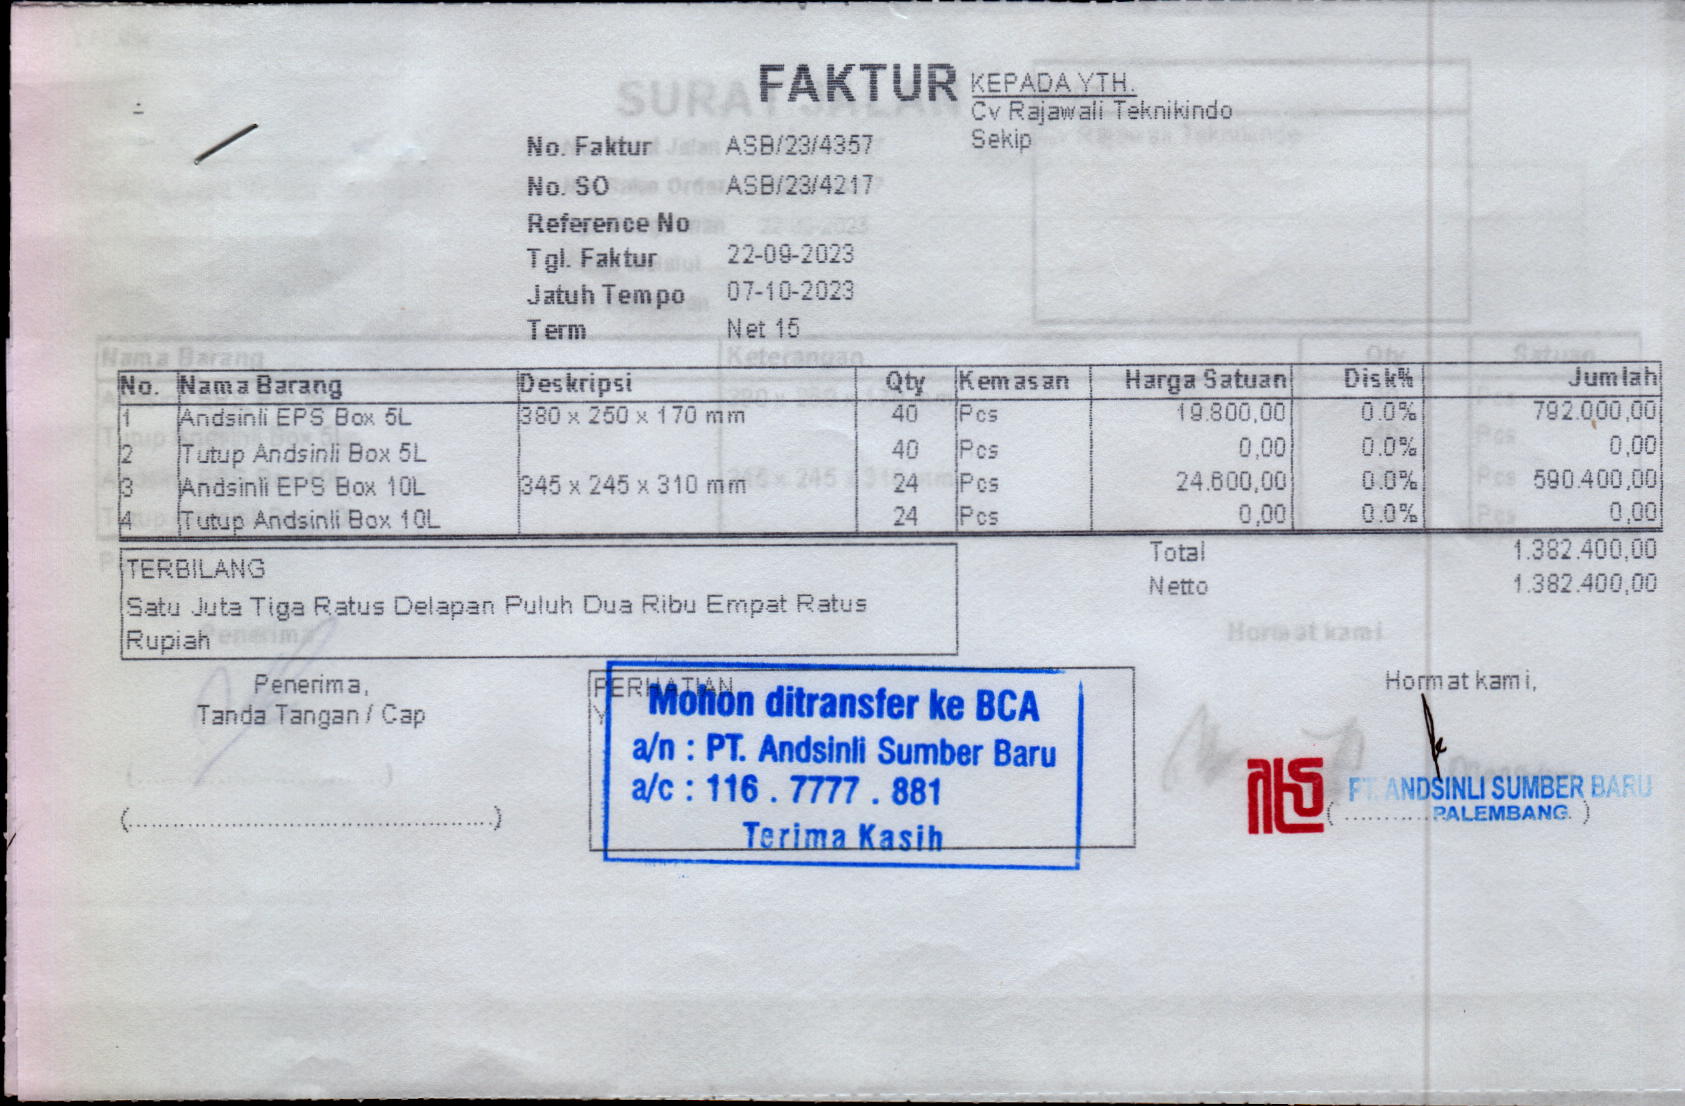 FAKTUR
KEPADA YTH.
Cv Rajawali Teknikindo
Sekip
No. Faktur ASB/23/4357
No. SO ASB/23/4217
Reference No
Tgl. Faktur 22-09-2023
Jatuh Tempo 07-10-2023
Term Net 15
No. Nama Barang Deskripsi Qty Kemasan Harga Satuan Disk% Jumlah
1 Andsinli EPS Box 5L 380 x 250 x 170 mm 40 Pcs 19.800,00 0.0% 792.000,00
2 Tutup Andsinli Box 5L 40 Pcs 0,00 0.0% 0,00
3 Andsinli EPS Box 10L 345 x 245 x 310 mm 24 Pcs 24.600,00 0.0% 590.400,00
4 Tutup Andsinli Box 10L 24 Pcs 0,00 0.0% 0,00
Total 1.382.400,00
Netto 1.382.400,00
TERBILANG
Satu Juta Tiga Ratus Delapan Puluh Dua Ribu Empat Ratus
Rupiah
Penerima,
Tanda Tangan / Cap
(..............................................)
PERHATIAN
Mohon ditransfer ke BCA
a/n : PT. Andsinli Sumber Baru
a/c : 116 . 7777 . 881
Terima Kasih
Hormat kami,
PT. ANDSINLI SUMBER BARU
PALEMBANG